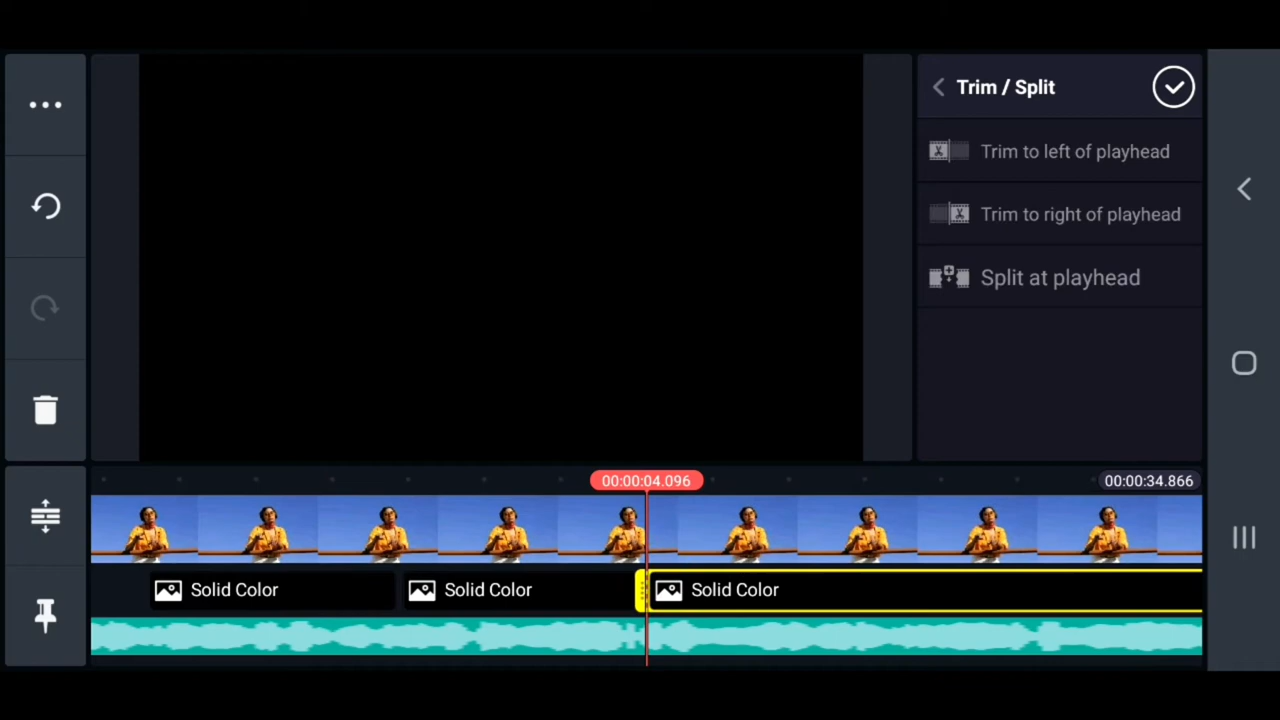 Trim / Split
Trim to left of playhead
Trim to right of playhead
Split at playhead
00:00:04.096
00:00:34.866
Solid Color
Solid Color
Solid Color